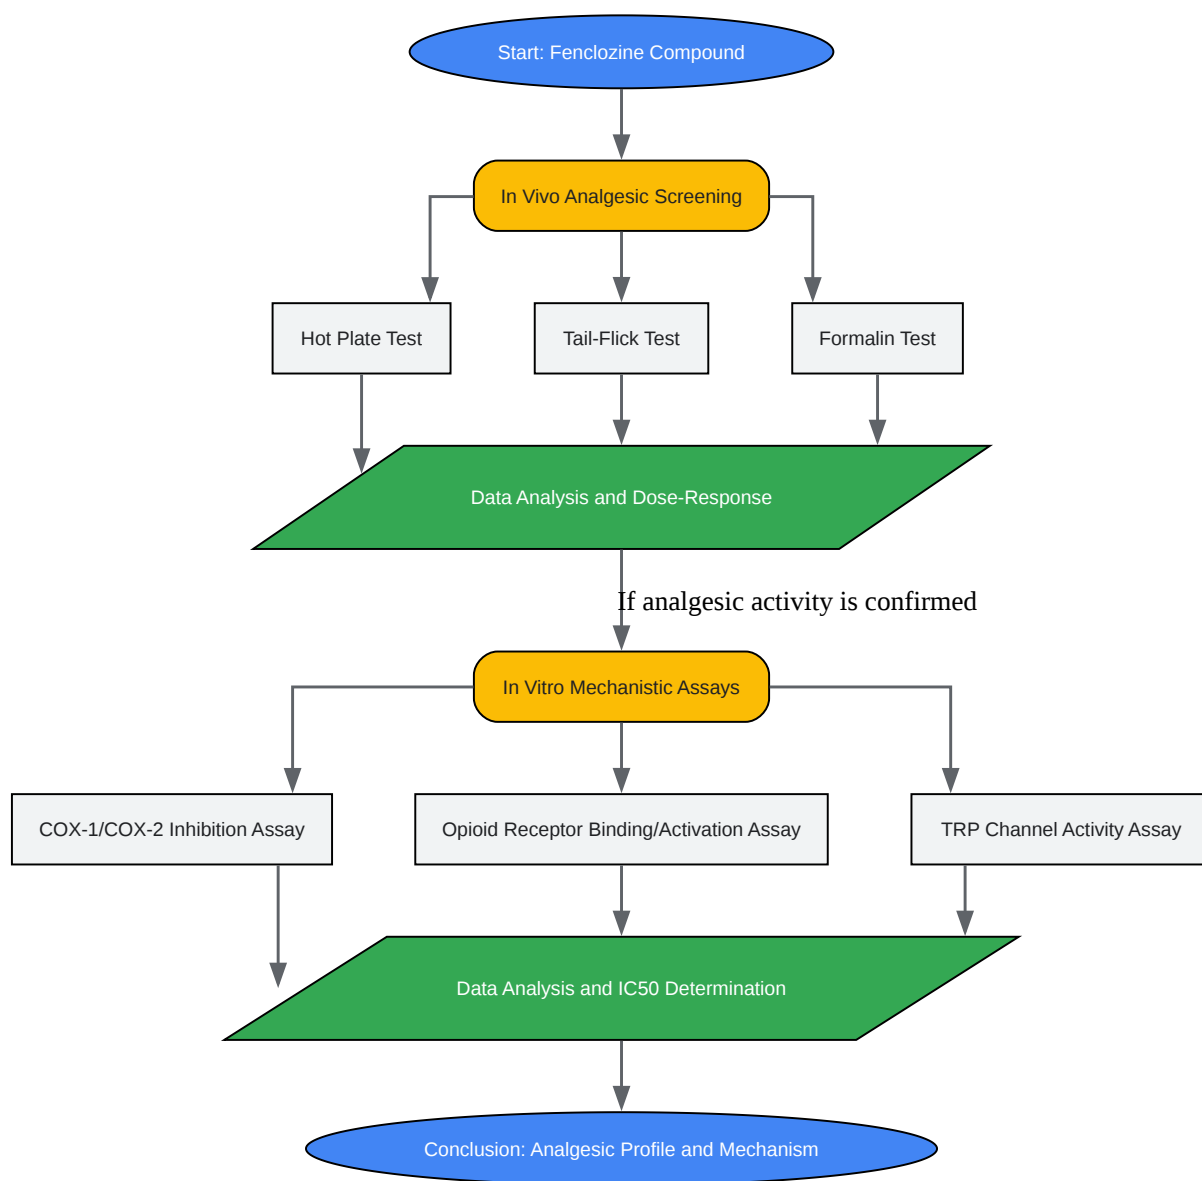 Start: Fenclozine Compound
In Vivo Analgesic Screening
Hot Plate Test
Tail-Flick Test
Formalin Test
Data Analysis and Dose-Response
If analgesic activity is confirmed
In Vitro Mechanistic Assays
COX-1/COX-2 Inhibition Assay
Opioid Receptor Binding/Activation Assay
TRP Channel Activity Assay
Data Analysis and IC50 Determination
Conclusion: Analgesic Profile and Mechanism